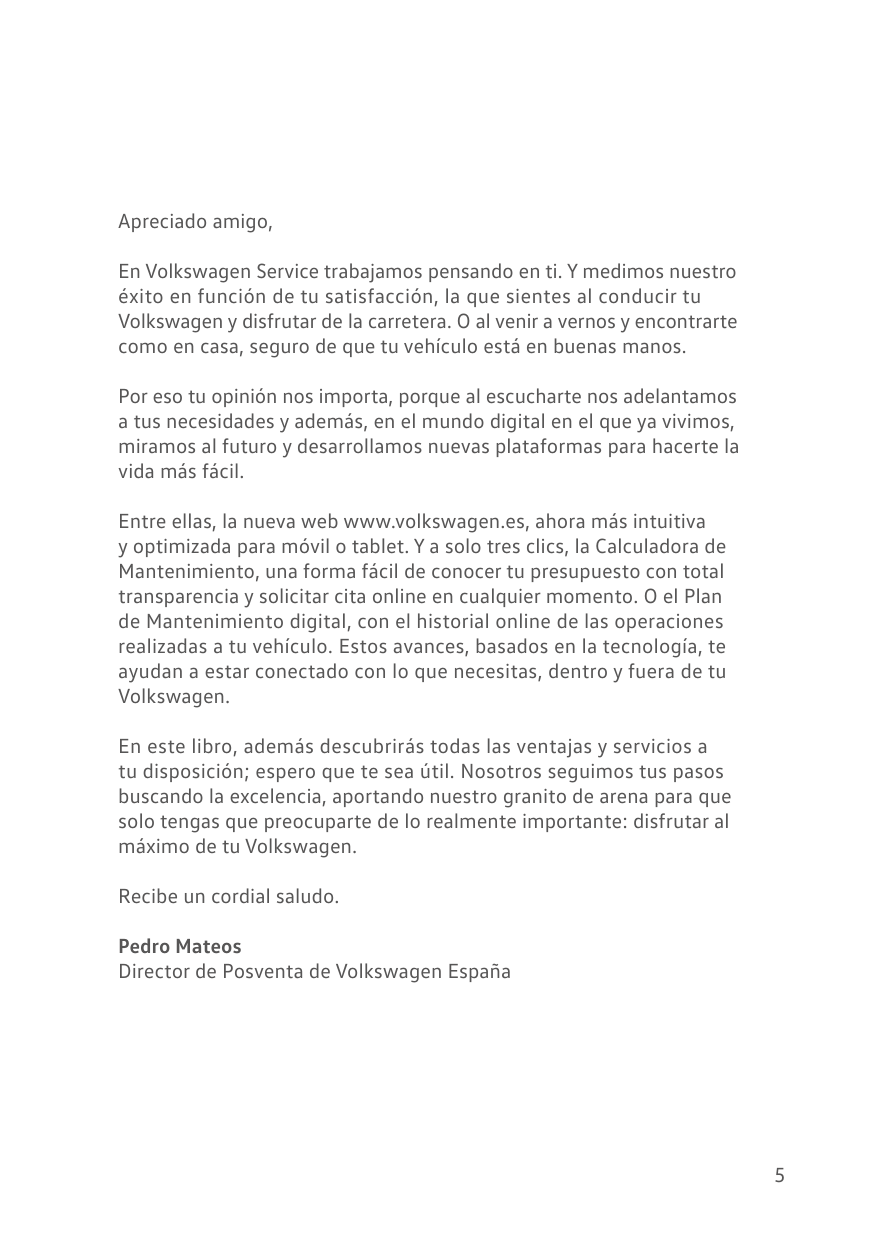 Apreciado amigo,
En Volkswagen Service trabajamos pensando en ti. Y medimos nuestro
éxito en función de tu satisfacción, la que sientes al conducir tu
Volkswagen y disfrutar de la carretera. O al venir a vernos y encontrarte
como en casa, seguro de que tu vehículo está en buenas manos.
Por eso tu opinión nos importa, porque al escucharte nos adelantamos
a tus necesidades y además, en el mundo digital en el que ya vivimos,
miramos al futuro y desarrollamos nuevas plataformas para hacerte la
vida más fácil.
Entre ellas, la nueva web www.volkswagen.es, ahora más intuitiva
y optimizada para móvil o tablet. Y a solo tres clics, la Calculadora de
Mantenimiento, una forma fácil de conocer tu presupuesto con total
transparencia y solicitar cita online en cualquier momento. O el Plan
de Mantenimiento digital, con el historial online de las operaciones
realizadas a tu vehículo. Estos avances, basados en la tecnología, te
ayudan a estar conectado con lo que necesitas, dentro y fuera de tu
Volkswagen.
En este libro, además descubrirás todas las ventajas y servicios a
tu disposición; espero que te sea útil. Nosotros seguimos tus pasos
buscando la excelencia, aportando nuestro granito de arena para que
solo tengas que preocuparte de lo realmente importante: disfrutar al
máximo de tu Volkswagen.
Recibe un cordial saludo.
Pedro Mateos
Director de Posventa de Volkswagen España
5